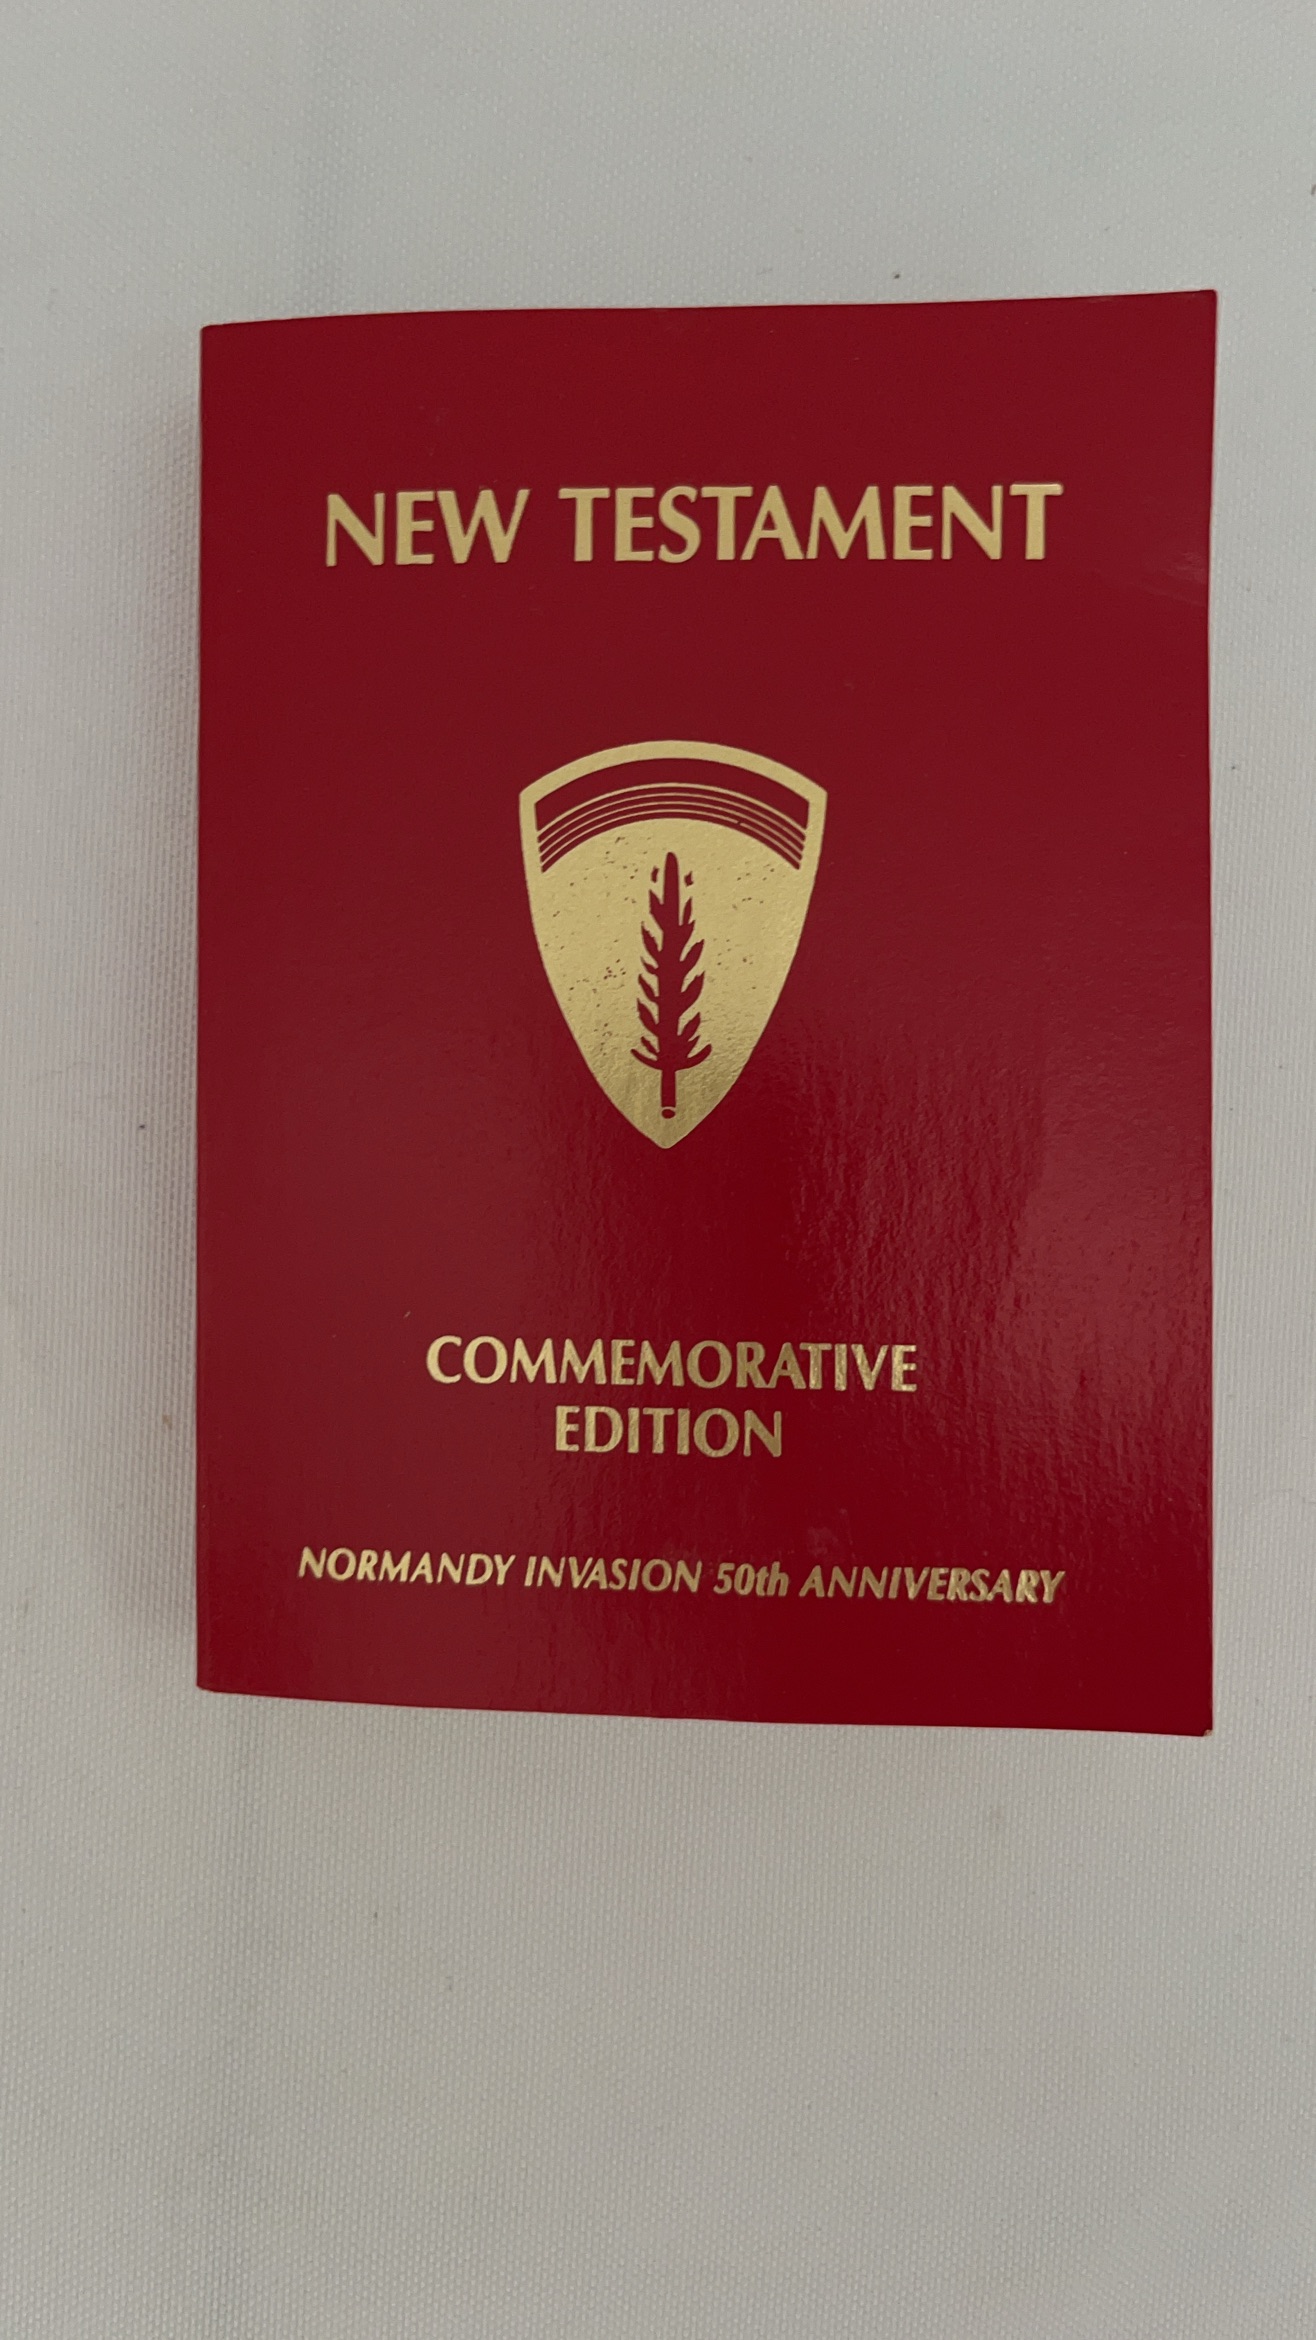 NEW TESTAMENT
COMMEMORATIVE
EDITION
NORMANDY INVASION 50th ANNIVERSARY